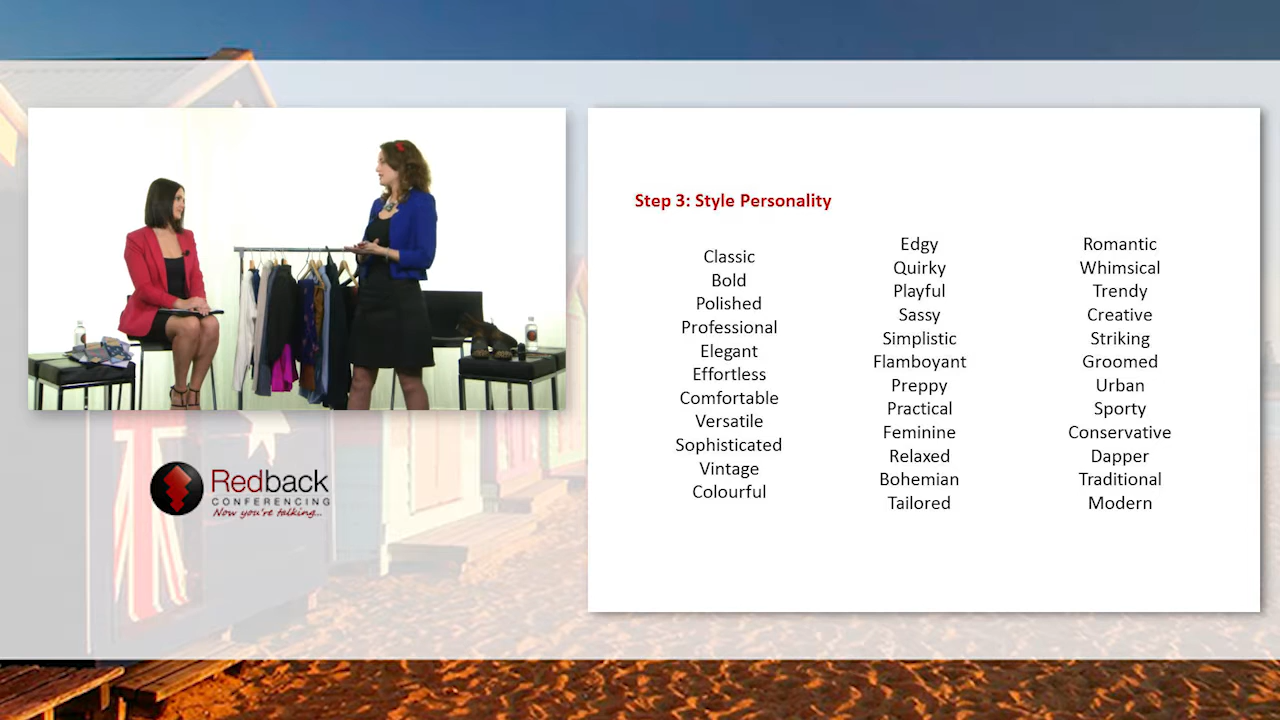 Redback
CONFERENCING
Now you're talking...
Step 3: Style Personality
Classic
Bold
Polished
Professional
Elegant
Effortless
Comfortable
Versatile
Sophisticated
Vintage
Colourful
Edgy
Quirky
Playful
Sassy
Simplistic
Flamboyant
Preppy
Practical
Feminine
Relaxed
Bohemian
Tailored
Romantic
Whimsical
Trendy
Creative
Striking
Groomed
Urban
Sporty
Conservative
Dapper
Traditional
Modern